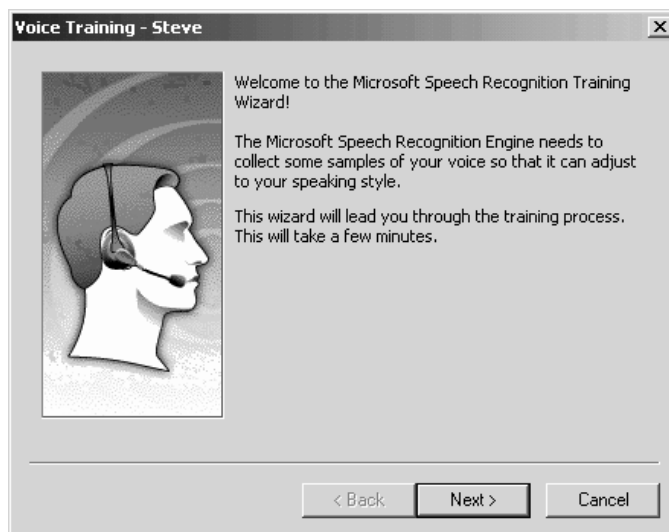 Voice Training - Steve
Welcome to the Microsoft Speech Recognition Training
Wizard!
The Microsoft Speech Recognition Engine needs to
collect some samples of your voice so that it can adjust
to your speaking style.
This wizard will lead you through the training process.
This will take a few minutes.
< Back
Next >
Cancel